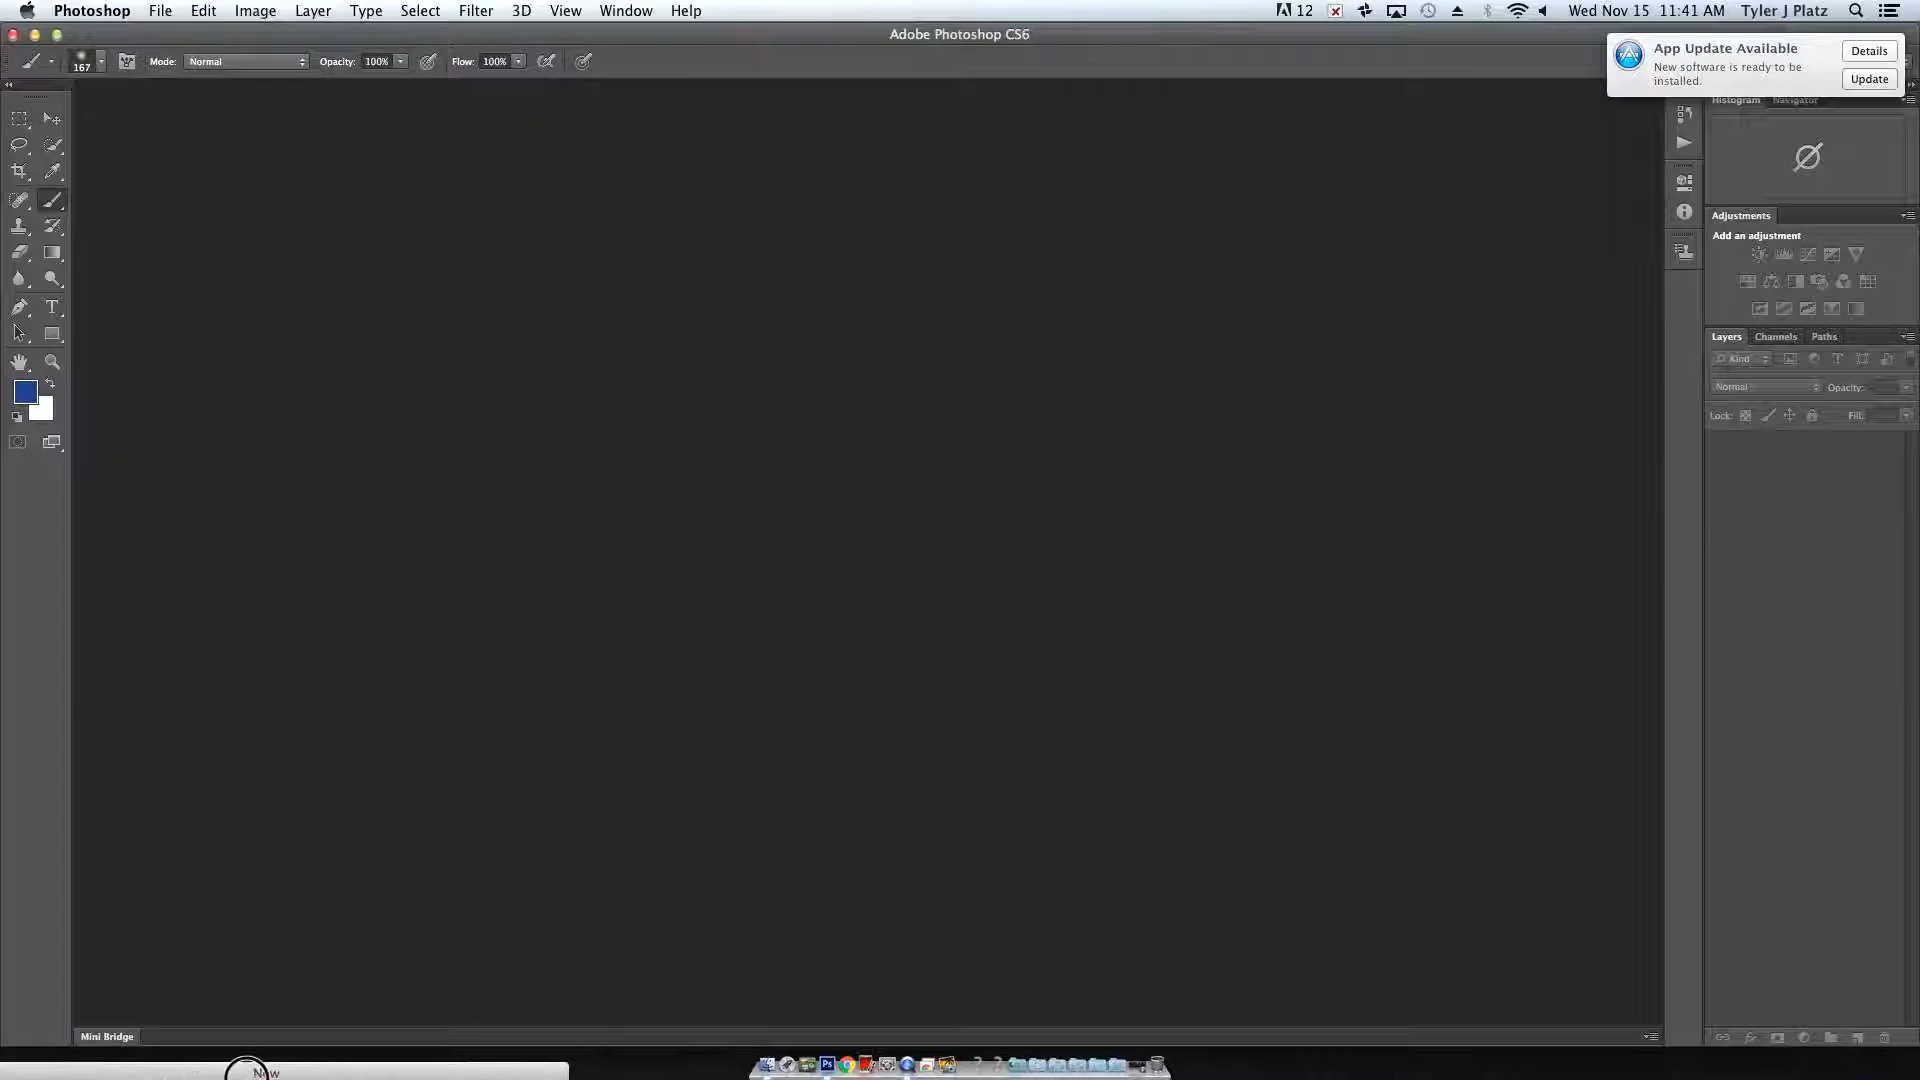 Photoshop File Edit Image Layer Type Select Filter 3D View Window Help 12 Wed Nov 15 11:41 AM Tyler J Platz
Adobe Photoshop CS6
167 Mode: Normal Opacity: 100% Flow: 100%
App Update Available
New software is ready to be
installed.
Details
Update
Histogram Navigator
Adjustments
Add an adjustment
Layers Channels Paths
Kind
Normal Opacity:
Lock: Fill:
Mini Bridge
New
Ps